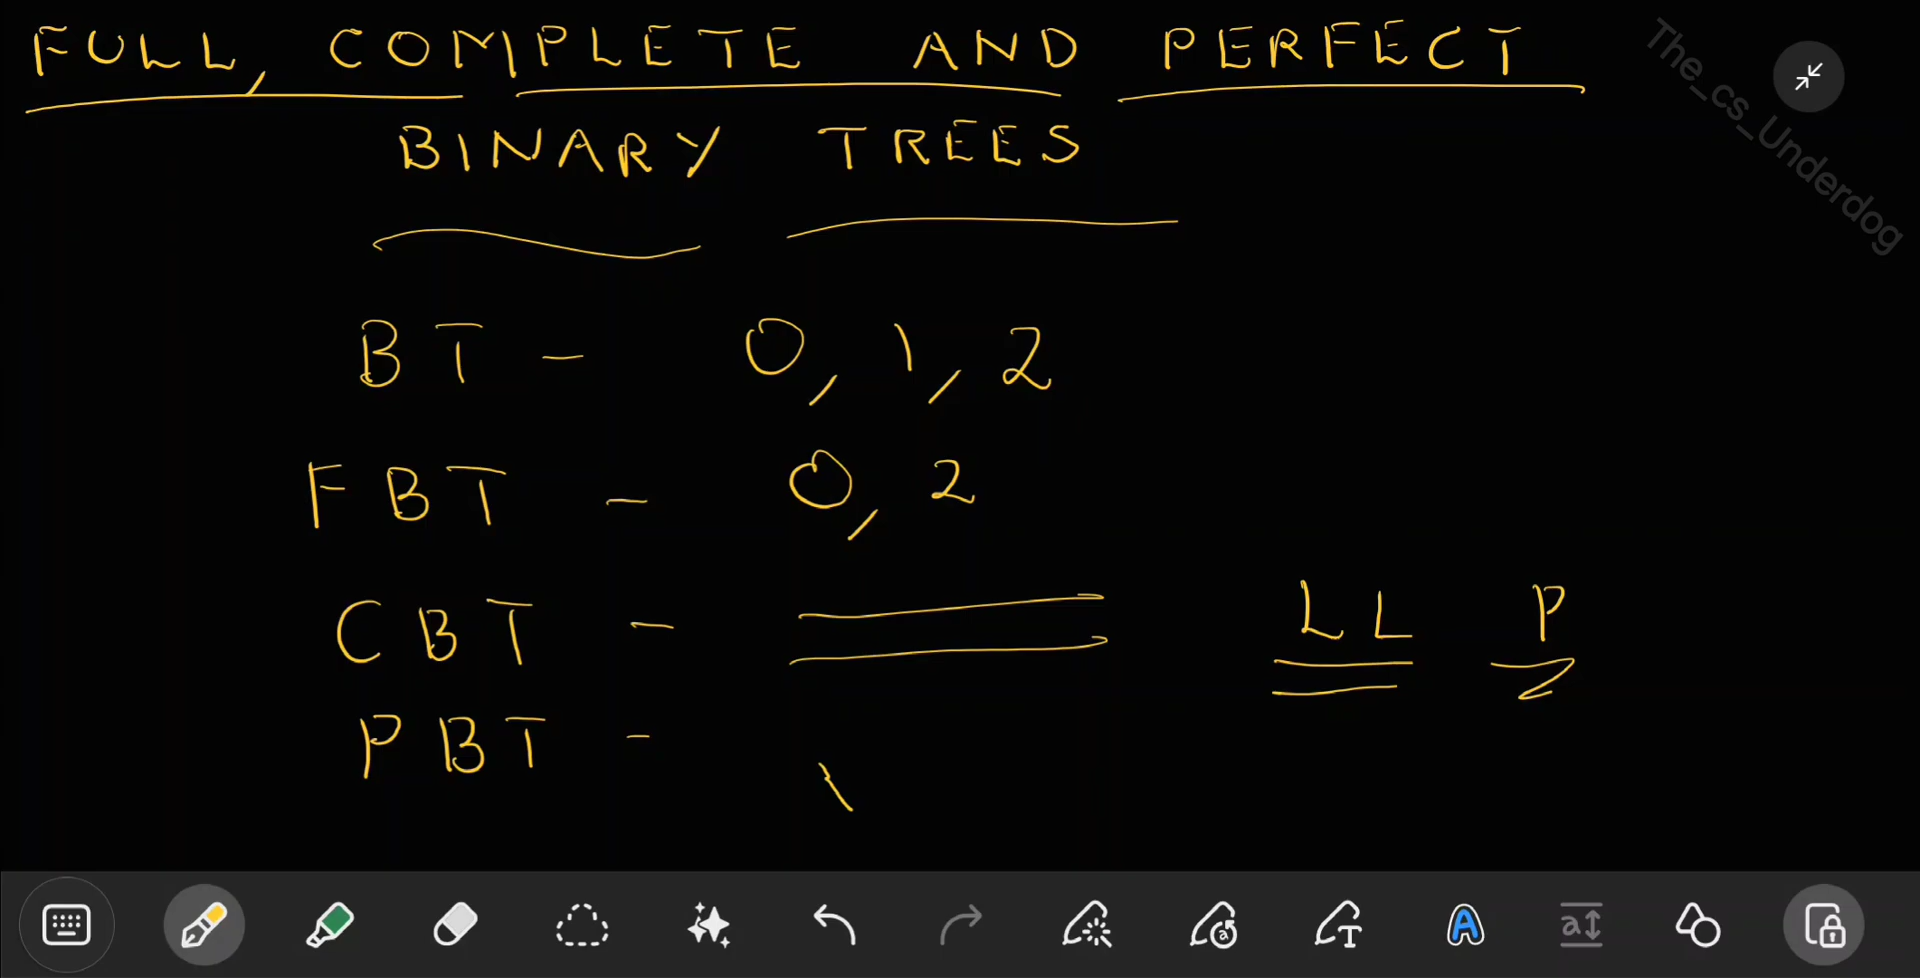 FULL, COMPLETE AND PERFECT
BINARY TREES
The_cs_Underdog
BT - 0, 1, 2
FBT - 0, 2
CBT - LL P
PBT -